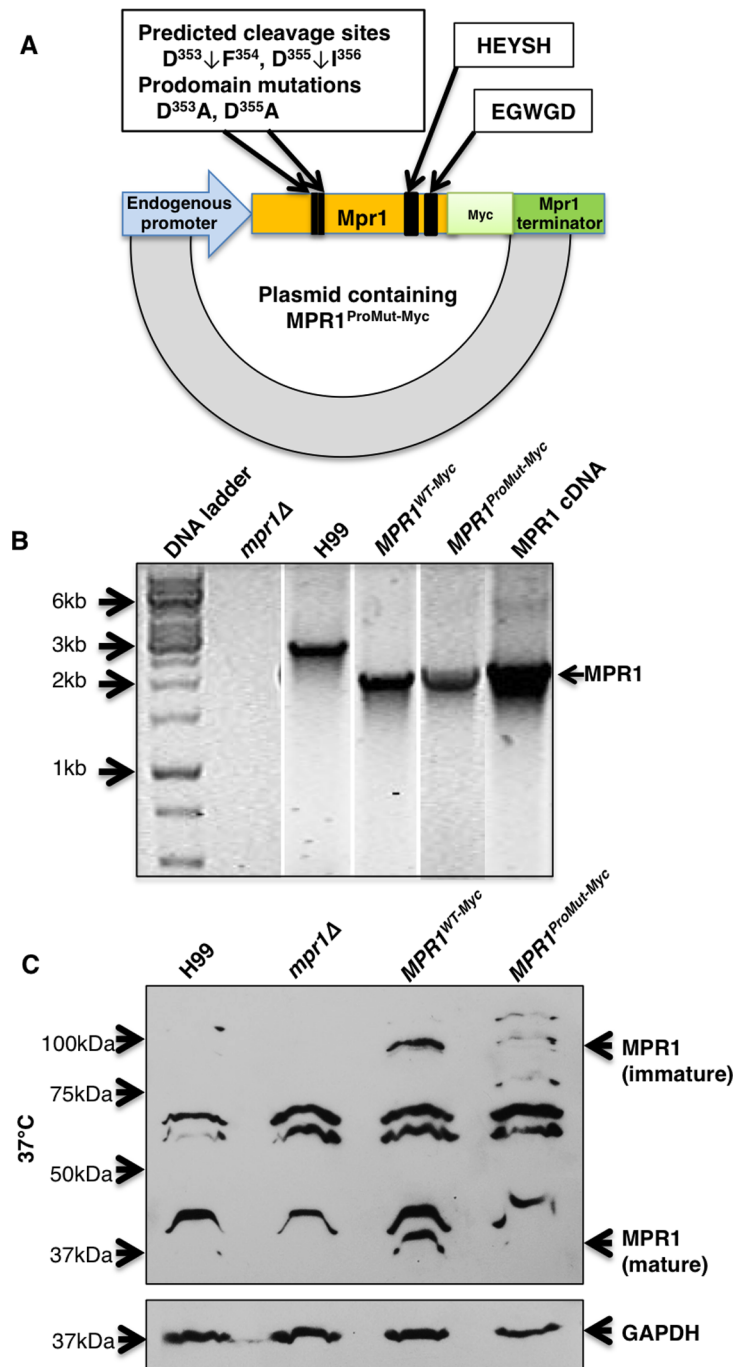 A
Predicted cleavage sites
D353↓F354, D355↓I356
Prodomain mutations
D353A, D355A
HEYSH
EGWGD
Endogenous
promoter
Mpr1
Myc
Mpr1
terminator
Plasmid containing
MPR1ProMut-Myc
B
DNA ladder
mpr1Δ
H99
MPR1WT-Myc
MPR1ProMut-Myc
MPR1 cDNA
6kb
3kb
2kb
1kb
MPR1
C
H99
mpr1Δ
MPR1WT-Myc
MPR1ProMut-Myc
37°C
100kDa
75kDa
50kDa
37kDa
MPR1
(immature)
MPR1
(mature)
37kDa
GAPDH